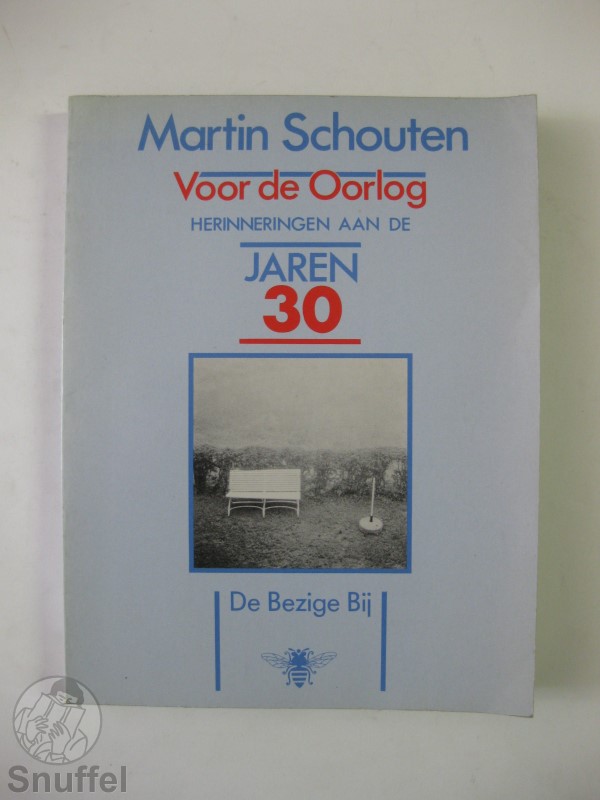 Martin Schouten
Voor de Oorlog
HERINNERINGEN AAN DE
JAREN
30
De Bezige Bij
Snuffel